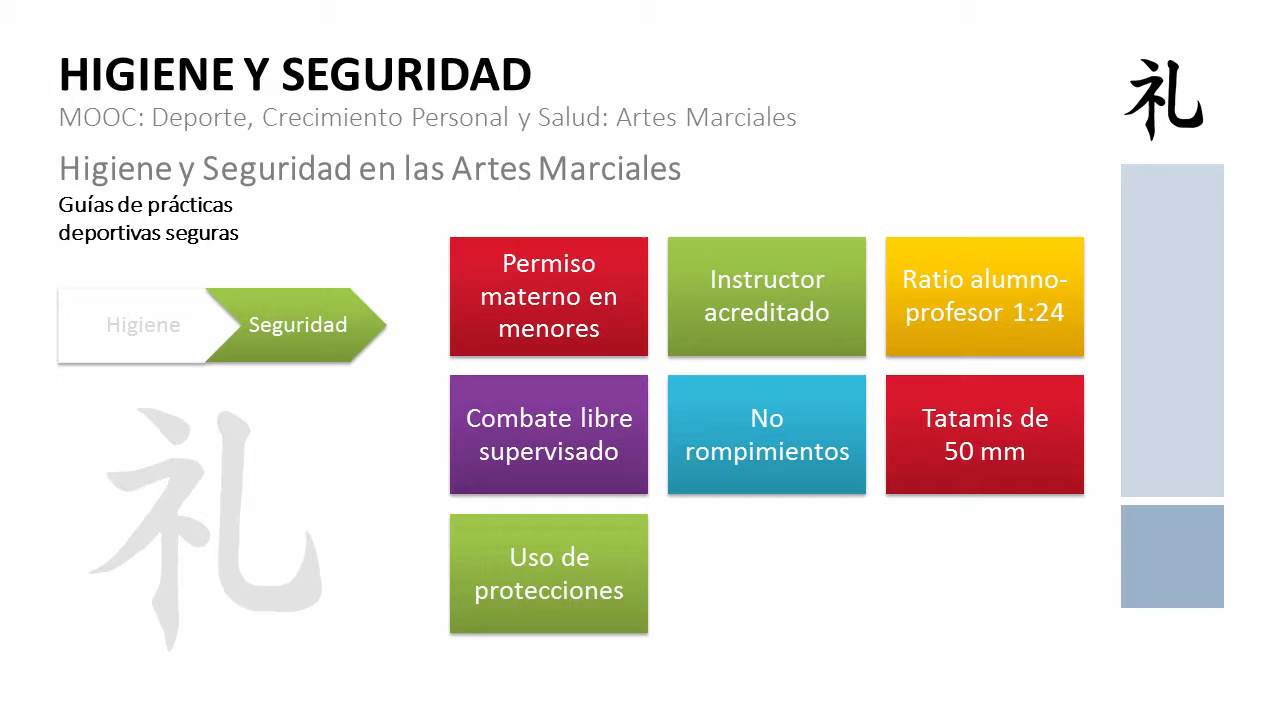 HIGIENE Y SEGURIDAD
礼
MOOC: Deporte, Crecimiento Personal y Salud: Artes Marciales
Higiene y Seguridad en las Artes Marciales
Guías de prácticas
deportivas seguras
Higiene
Seguridad
礼
Permiso
materno en
menores
Instructor
acreditado
Ratio alumno-
profesor 1:24
Combate libre
supervisado
No
rompimientos
Tatamis de
50 mm
Uso de
protecciones